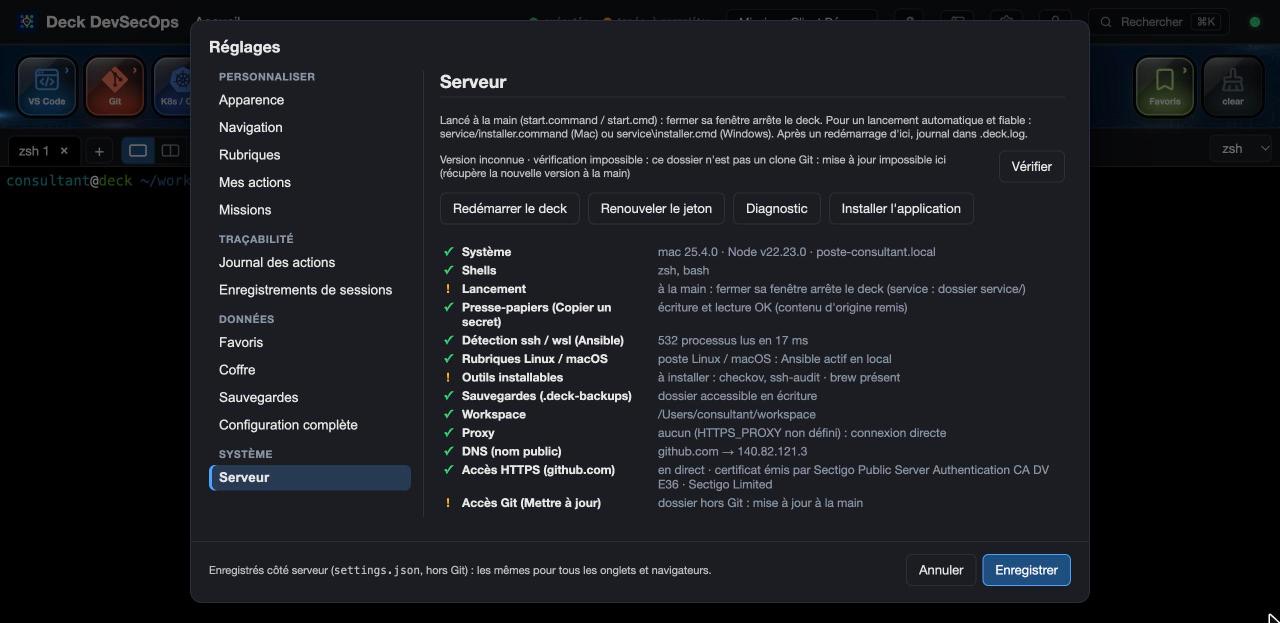 Deck DevSecOps
Rechercher ⌘K
Réglages
VS Code
Git
Favoris
clear
zsh 1 ×
+
zsh
consultant@deck ~/work
PERSONNALISER
Apparence
Navigation
Rubriques
Mes actions
Missions
TRAÇABILITÉ
Journal des actions
Enregistrements de sessions
DONNÉES
Favoris
Coffre
Sauvegardes
Configuration complète
SYSTÈME
Serveur
Serveur
Lancé à la main (start.command / start.cmd) : fermer sa fenêtre arrête le deck. Pour un lancement automatique et fiable :
service/installer.command (Mac) ou service\installer.cmd (Windows). Après un redémarrage d'ici, journal dans .deck.log.
Version inconnue · vérification impossible : ce dossier n'est pas un clone Git : mise à jour impossible ici
(récupère la nouvelle version à la main)
Vérifier
Redémarrer le deck
Renouveler le jeton
Diagnostic
Installer l'application
✓ Système mac 25.4.0 · Node v22.23.0 · poste-consultant.local
✓ Shells zsh, bash
! Lancement à la main : fermer sa fenêtre arrête le deck (service : dossier service/)
✓ Presse-papiers (Copier un écriture et lecture OK (contenu d'origine remis)
secret)
✓ Détection ssh / wsl (Ansible) 532 processus lus en 17 ms
✓ Rubriques Linux / macOS poste Linux / macOS : Ansible actif en local
! Outils installables à installer : checkov, ssh-audit · brew présent
✓ Sauvegardes (.deck-backups) dossier accessible en écriture
✓ Workspace /Users/consultant/workspace
✓ Proxy aucun (HTTPS_PROXY non défini) : connexion directe
✓ DNS (nom public) github.com → 140.82.121.3
✓ Accès HTTPS (github.com) en direct · certificat émis par Sectigo Public Server Authentication CA DV
E36 · Sectigo Limited
! Accès Git (Mettre à jour) dossier hors Git : mise à jour à la main
Enregistrés côté serveur (settings.json, hors Git) : les mêmes pour tous les onglets et navigateurs.
Annuler
Enregistrer